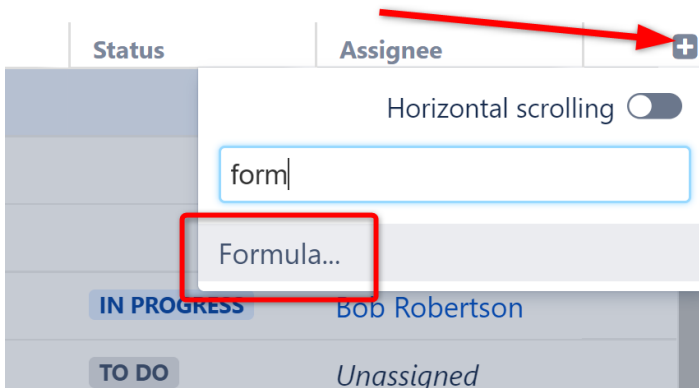 Status Assignee
Horizontal scrolling
form
Formula...
IN PROGRESS Bob Robertson
TO DO Unassigned